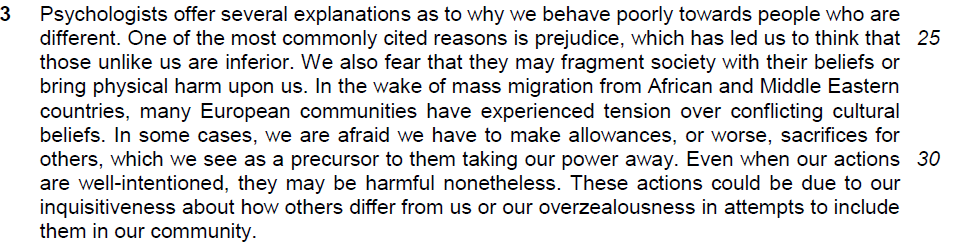 3 Psychologists offer several explanations as to why we behave poorly towards people who are
different. One of the most commonly cited reasons is prejudice, which has led us to think that 25
those unlike us are inferior. We also fear that they may fragment society with their beliefs or
bring physical harm upon us. In the wake of mass migration from African and Middle Eastern
countries, many European communities have experienced tension over conflicting cultural
beliefs. In some cases, we are afraid we have to make allowances, or worse, sacrifices for
others, which we see as a precursor to them taking our power away. Even when our actions 30
are well-intentioned, they may be harmful nonetheless. These actions could be due to our
inquisitiveness about how others differ from us or our overzealousness in attempts to include
them in our community.